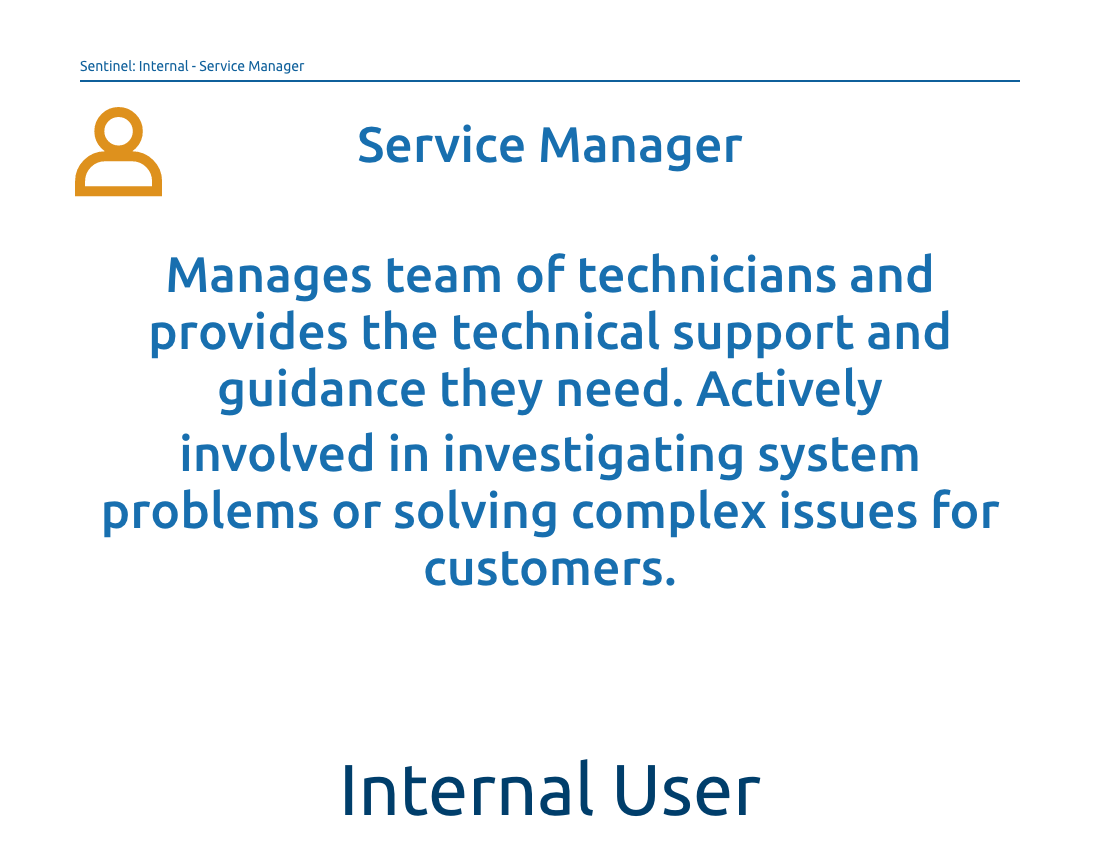 Sentinel: Internal - Service Manager
Service Manager
Manages team of technicians and
provides the technical support and
guidance they need. Actively
involved in investigating system
problems or solving complex issues for
customers.
Internal User